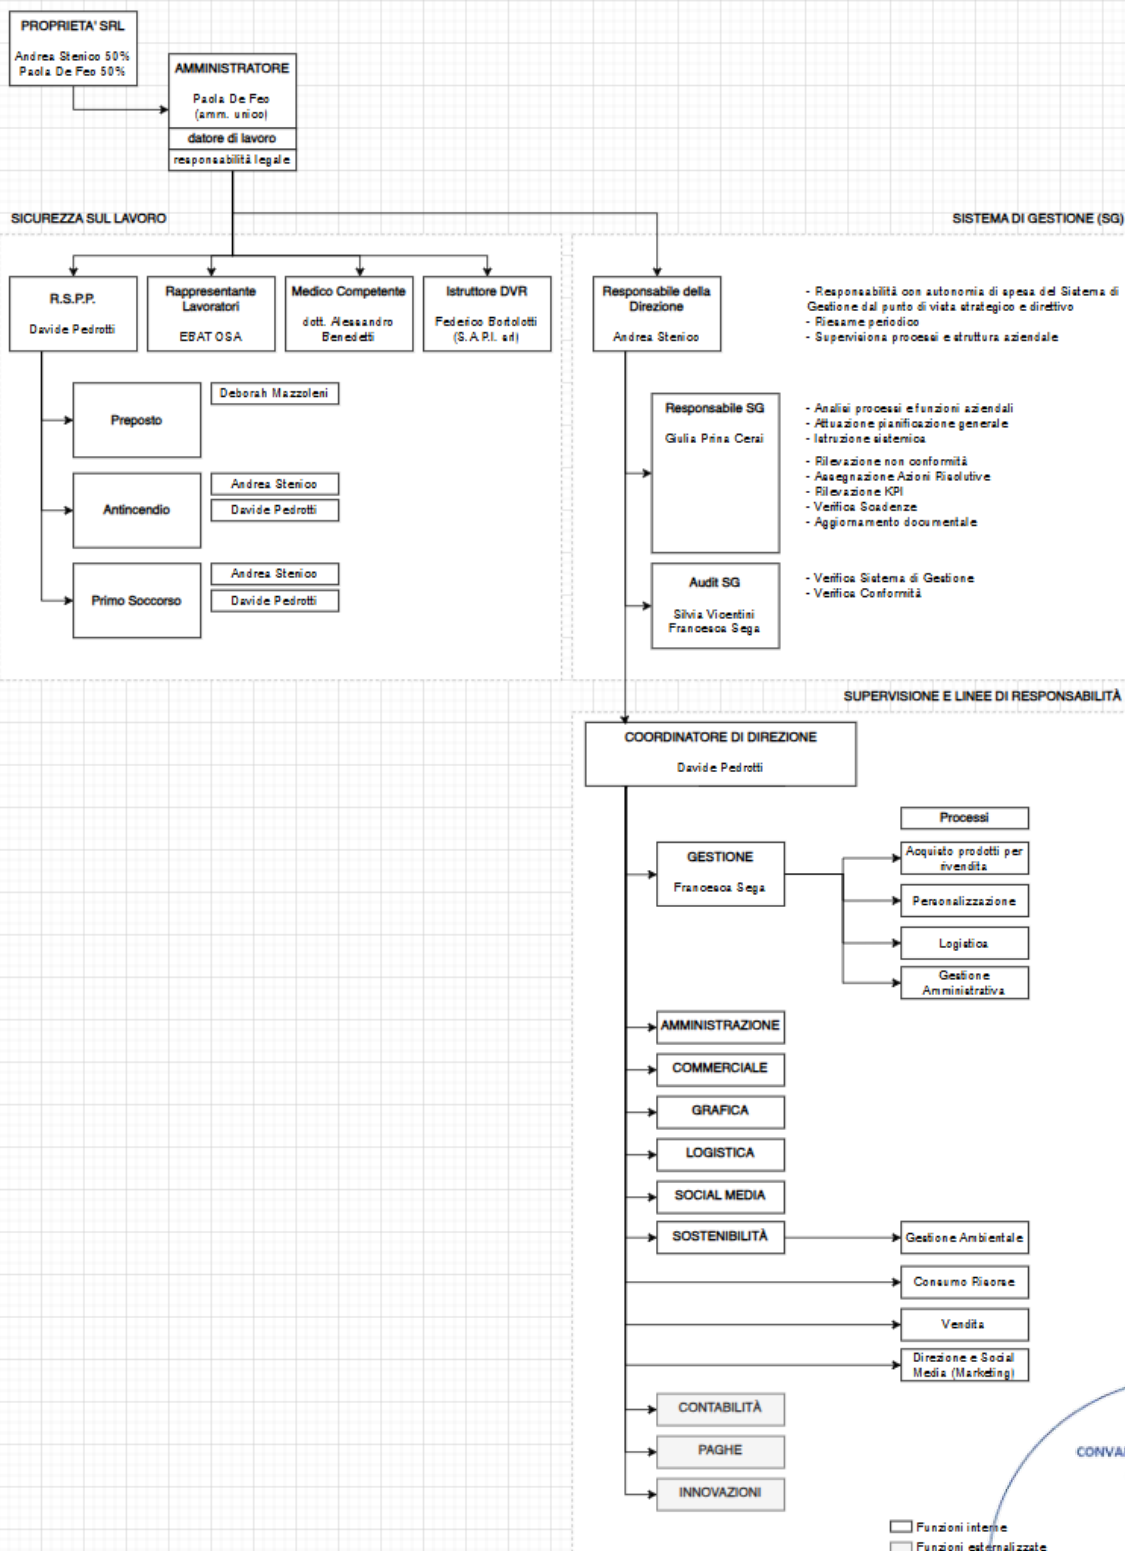 PROPRIETA' SRL
Andrea Stenico 50%
Paola De Feo 50%
AMMINISTRATORE
Paola De Feo
(amm. unico)
datore di lavoro
responsabilità legale
SICUREZZA SUL LAVORO
SISTEMA DI GESTIONE (SG)
R.S.P.P.
Davide Pedrotti
Rappresentante
Lavoratori
EBAT OSA
Medico Competente
dott. Alessandro
Benedetti
Istruttore DVR
Federico Bortolotti
(S.A.P.I. srl)
Responsabile della
Direzione
Andrea Stenico
- Responsabilità con autonomia di spesa del Sistema di
Gestione dal punto di vista strategico e direttivo
- Riesame periodico
- Supervisiona processi e struttura aziendale
Preposto
Deborah Mazzoleni
Antincendio
Andrea Stenico
Davide Pedrotti
Primo Soccorso
Andrea Stenico
Davide Pedrotti
Responsabile SG
Giulia Prina Cerai
- Analisi processi e funzioni aziendali
- Attuazione pianificazione generale
- Istruzione sistemica
- Rilevazione non conformità
- Assegnazione Azioni Risolutive
- Rilevazione KPI
- Verifica Scadenze
- Aggiornamento documentale
Audit SG
Silvia Vicentini
Francesca Sega
- Verifica Sistema di Gestione
- Verifica Conformità
SUPERVISIONE E LINEE DI RESPONSABILITÀ
COORDINATORE DI DIREZIONE
Davide Pedrotti
Processi
GESTIONE
Francesca Sega
Acquisto prodotti per
rivendita
Personalizzazione
Logistica
Gestione
Amministrativa
AMMINISTRAZIONE
COMMERCIALE
GRAFICA
LOGISTICA
SOCIAL MEDIA
SOSTENIBILITÀ
Gestione Ambientale
Consumo Risorse
Vendita
Direzione e Social
Media (Marketing)
CONTABILITÀ
PAGHE
INNOVAZIONI
CONVA
Funzioni interne
Funzioni esternalizzate